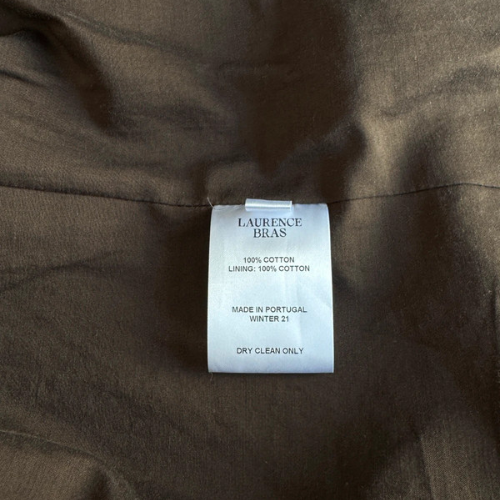 LAURENCE
BRAS
100% COTTON
LINING: 100% COTTON
MADE IN PORTUGAL
WINTER 21
DRY CLEAN ONLY